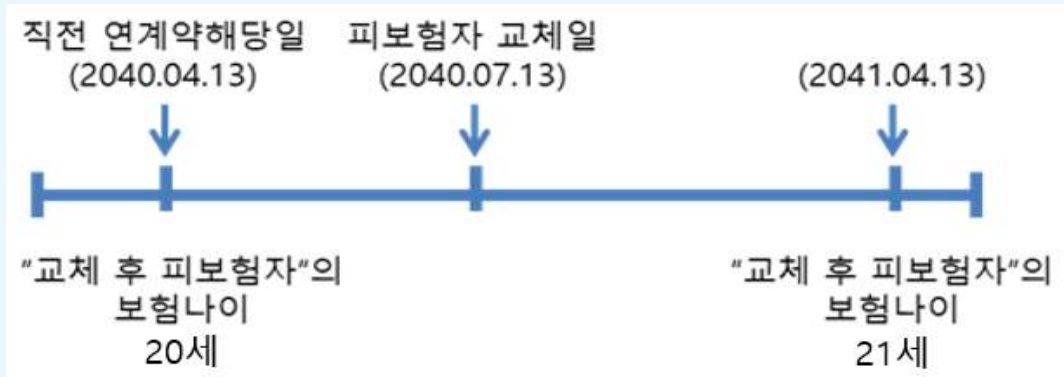 직전 연계약해당일
(2040.04.13)
피보험자 교체일
(2040.07.13)
(2041.04.13)
"교체 후 피보험자"의
보험나이
20세
"교체 후 피보험자"의
보험나이
21세